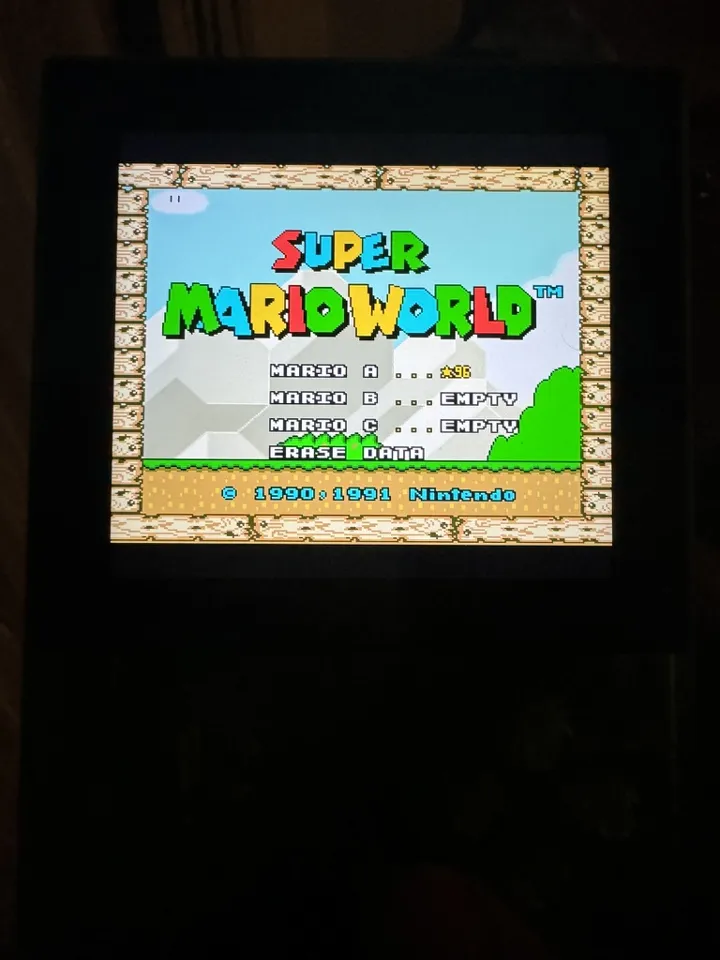 SUPER
MARIO WORLD™
MARIO A ...★96
MARIO B ...EMPTY
MARIO C ...EMPTY
ERASE DATA
© 1990,1991 Nintendo